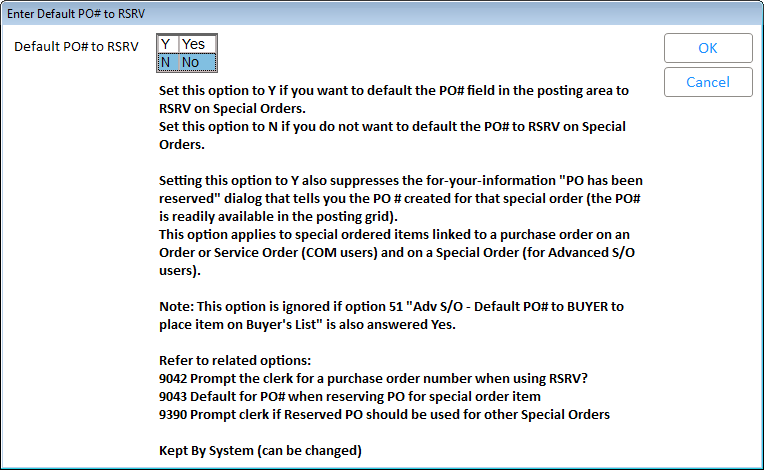 Enter Default PO# to RSRV
Default PO# to RSRV
Y Yes
N No
OK
Cancel
Set this option to Y if you want to default the PO# field in the posting area to
RSRV on Special Orders.
Set this option to N if you do not want to default the PO# to RSRV on Special
Orders.
Setting this option to Y also suppresses the for-your-information "PO has been
reserved" dialog that tells you the PO # created for that special order (the PO#
is readily available in the posting grid).
This option applies to special ordered items linked to a purchase order on an
Order or Service Order (COM users) and on a Special Order (for Advanced S/O
users).
Note: This option is ignored if option 51 "Adv S/O - Default PO# to BUYER to
place item on Buyer's List" is also answered Yes.
Refer to related options:
9042 Prompt the clerk for a purchase order number when using RSRV?
9043 Default for PO# when reserving PO for special order item
9390 Prompt clerk if Reserved PO should be used for other Special Orders
Kept By System (can be changed)